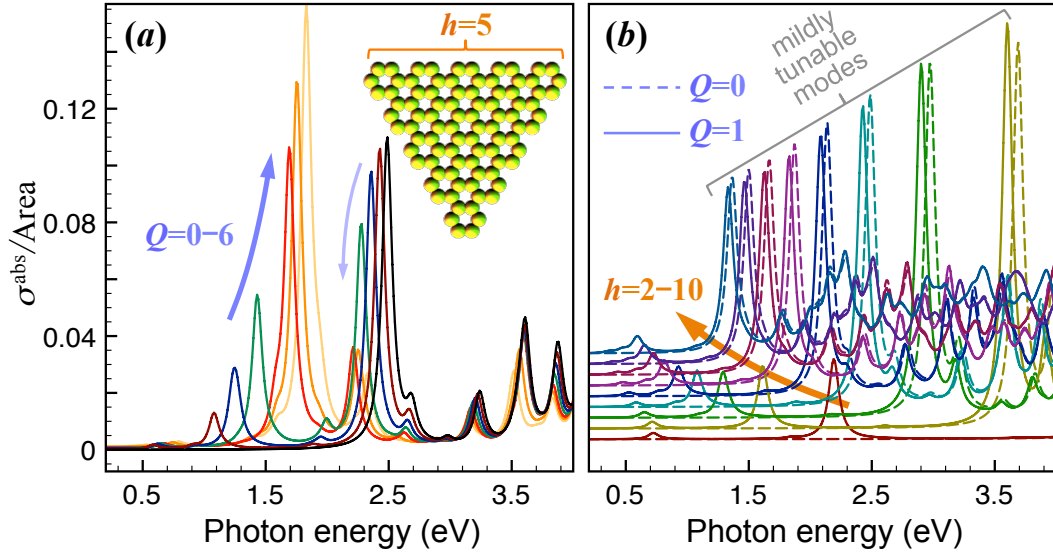 (a)
h=5
Q=0−6
σabs/Area
0.12
0.08
0.04
0
0.5
1.5
2.5
3.5
Photon energy (eV)
(b)
mildly
tunable
modes
Q=0
Q=1
h=2−10
0.5
1.5
2.5
3.5
Photon energy (eV)